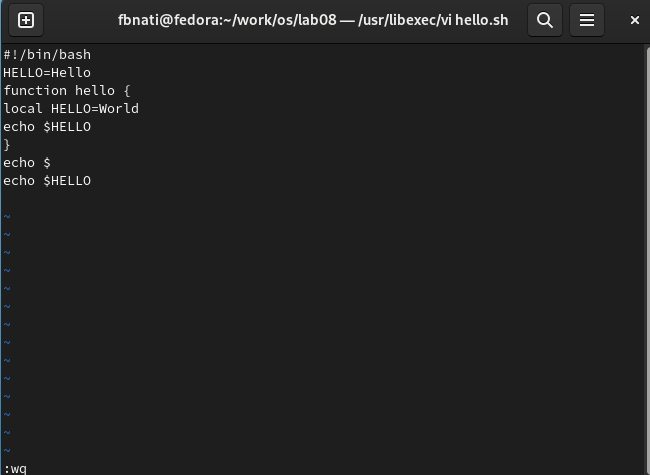 fbnati@fedora:~/work/os/lab08 — /usr/libexec/vi hello.sh
#!/bin/bash
HELLO=Hello
function hello {
local HELLO=World
echo $HELLO
}
echo $
echo $HELLO
~
~
~
~
~
~
~
~
~
~
~
~
~
~
:wq